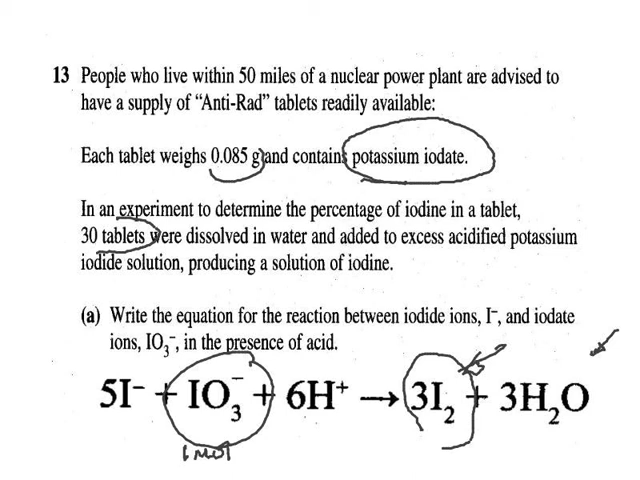 13 People who live within 50 miles of a nuclear power plant are advised to
have a supply of “Anti-Rad” tablets readily available:
Each tablet weighs 0.085 g and contains potassium iodate.
In an experiment to determine the percentage of iodine in a tablet,
30 tablets were dissolved in water and added to excess acidified potassium
iodide solution, producing a solution of iodine.
(a) Write the equation for the reaction between iodide ions, I⁻, and iodate
ions, IO₃⁻, in the presence of acid.
5I⁻ + IO₃⁻ + 6H⁺ → 3I₂ + 3H₂O
1 mol